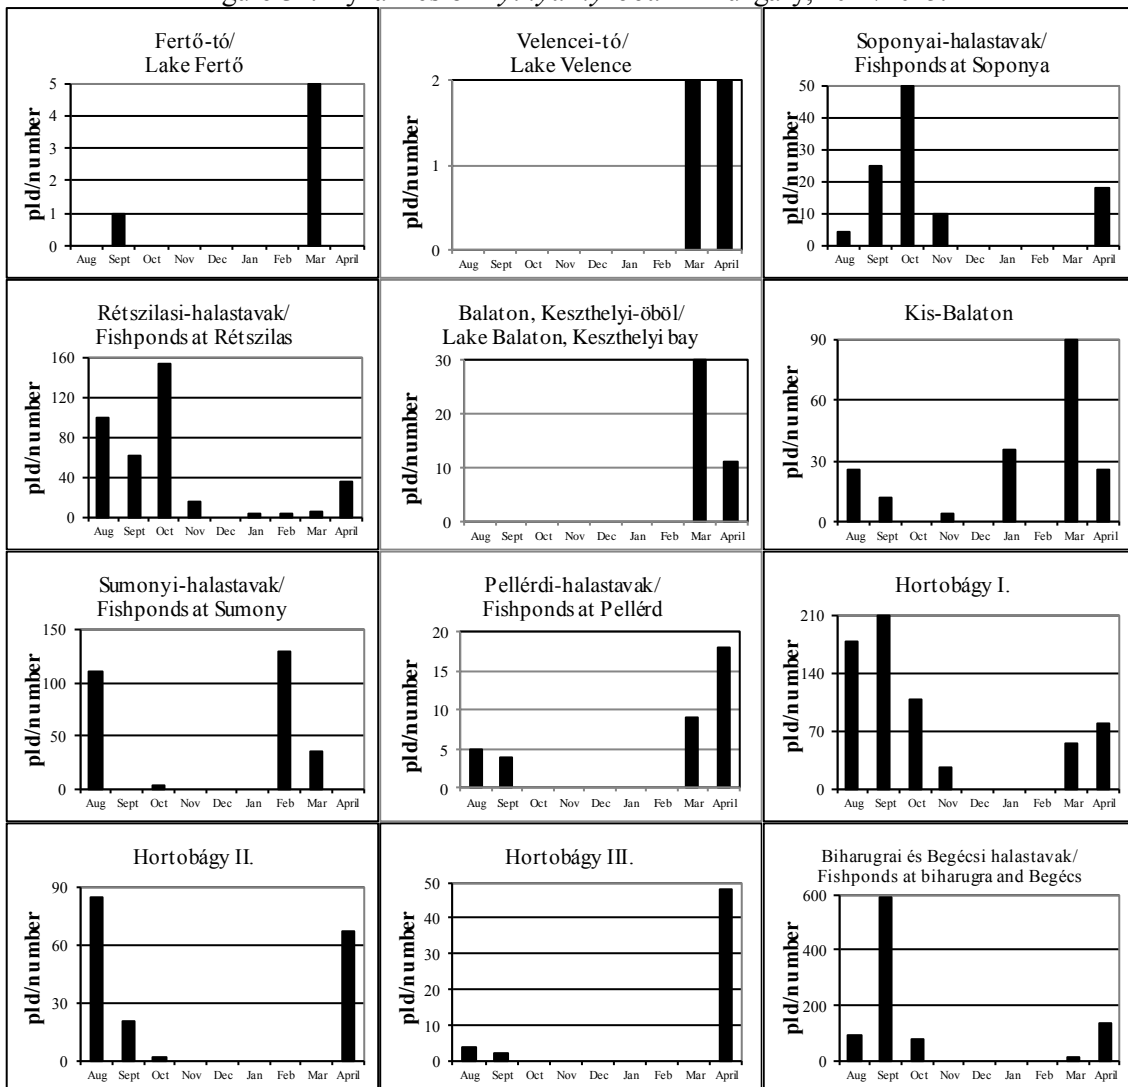 Dynamics of Aythya nyroca in Hungary,
Fertő-tó/
Lake Fertő
pld/number
5
4
3
2
1
0
Aug Sept Oct Nov Dec Jan Feb Mar April
Velencei-tó/
Lake Velence
pld/number
2
1
0
Aug Sept Oct Nov Dec Jan Feb Mar April
Soponyai-halastavak/
Fishponds at Soponya
pld/number
50
40
30
20
10
0
Aug Sept Oct Nov Dec Jan Feb Mar April
Rétszilasi-halastavak/
Fishponds at Rétszilas
pld/number
160
120
80
40
0
Aug Sept Oct Nov Dec Jan Feb Mar April
Balaton, Keszthelyi-öböl/
Lake Balaton, Keszthelyi bay
pld/number
30
20
10
0
Aug Sept Oct Nov Dec Jan Feb Mar April
Kis-Balaton
pld/number
90
60
30
0
Aug Sept Oct Nov Dec Jan Feb Mar April
Sumonyi-halastavak/
Fishponds at Sumony
pld/number
150
100
50
0
Aug Sept Oct Nov Dec Jan Feb Mar April
Pellérdi-halastavak/
Fishponds at Pellérd
pld/number
20
15
10
5
0
Aug Sept Oct Nov Dec Jan Feb Mar April
Hortobágy I.
pld/number
210
140
70
0
Aug Sept Oct Nov Dec Jan Feb Mar April
Hortobágy II.
pld/number
90
60
30
0
Aug Sept Oct Nov Dec Jan Feb Mar April
Hortobágy III.
pld/number
50
40
30
20
10
0
Aug Sept Oct Nov Dec Jan Feb Mar April
Biharugrai és Begécsi halastavak/
Fishponds at biharugra and Begécs
pld/number
600
400
200
0
Aug Sept Oct Nov Dec Jan Feb Mar April